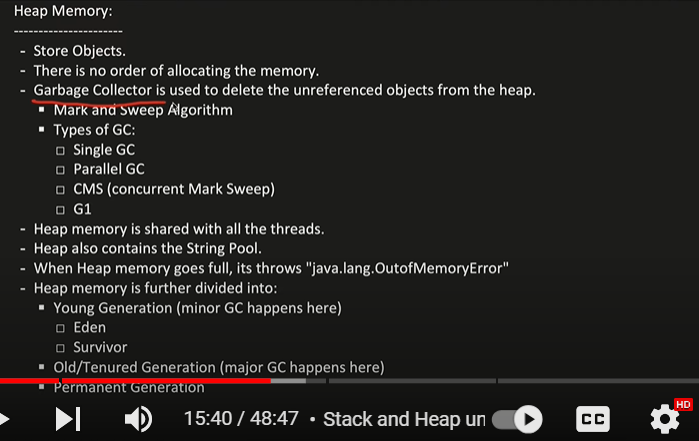 Heap Memory:
----------------------
- Store Objects.
- There is no order of allocating the memory.
- Garbage Collector is used to delete the unreferenced objects from the heap.
▪ Mark and Sweep Algorithm
▪ Types of GC:
□ Single GC
□ Parallel GC
□ CMS (concurrent Mark Sweep)
□ G1
- Heap memory is shared with all the threads.
- Heap also contains the String Pool.
- When Heap memory goes full, its throws "java.lang.OutofMemoryError"
- Heap memory is further divided into:
▪ Young Generation (minor GC happens here)
□ Eden
□ Survivor
▪ Old/Tenured Generation (major GC happens here)
▪ Permanent Generation
15:40 / 48:47 • Stack and Heap un
CC
HD